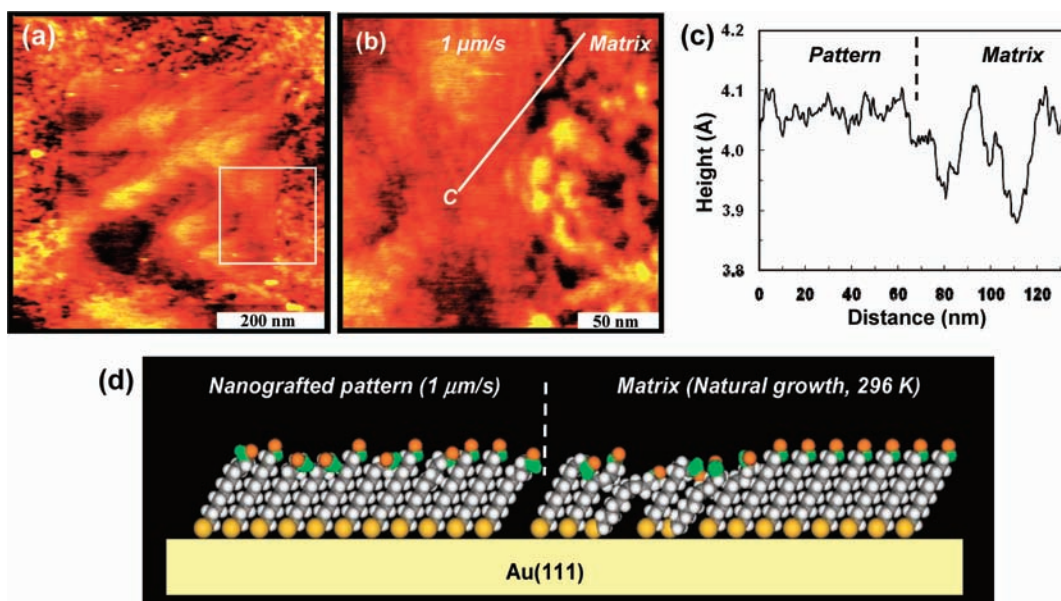 (a)
200 nm
(b)
1 μm/s
Matrix
C
50 nm
(c)
4.2
4.1
4.0
3.9
3.8
Height (Å)
Pattern
Matrix
0 20 40 60 80 100 120
Distance (nm)
(d)
Nanografted pattern (1 μm/s)
Matrix (Natural growth, 296 K)
Au(111)